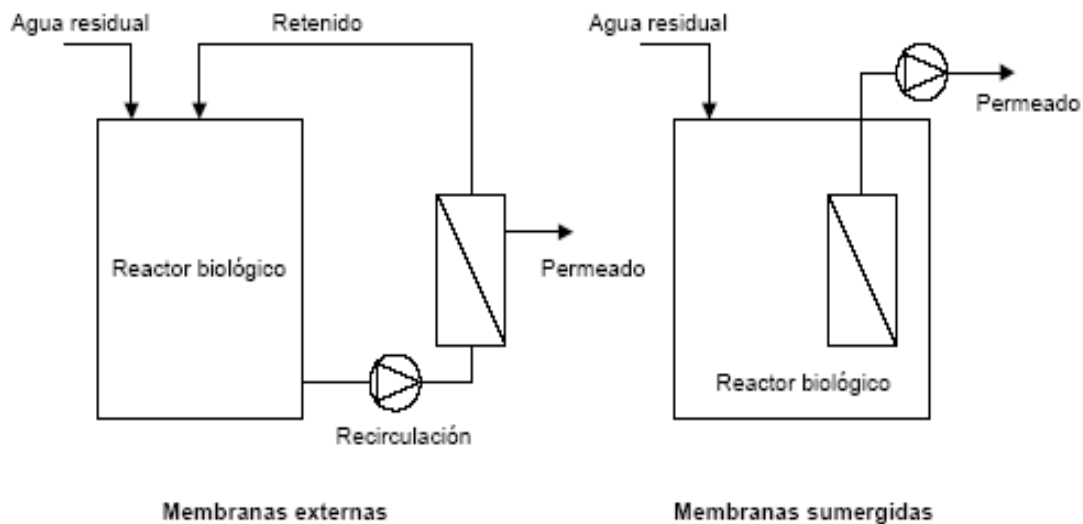 Agua residual
Retenido
Reactor biológico
Permeado
Recirculación
Membranas externas
Agua residual
Permeado
Reactor biológico
Membranas sumergidas